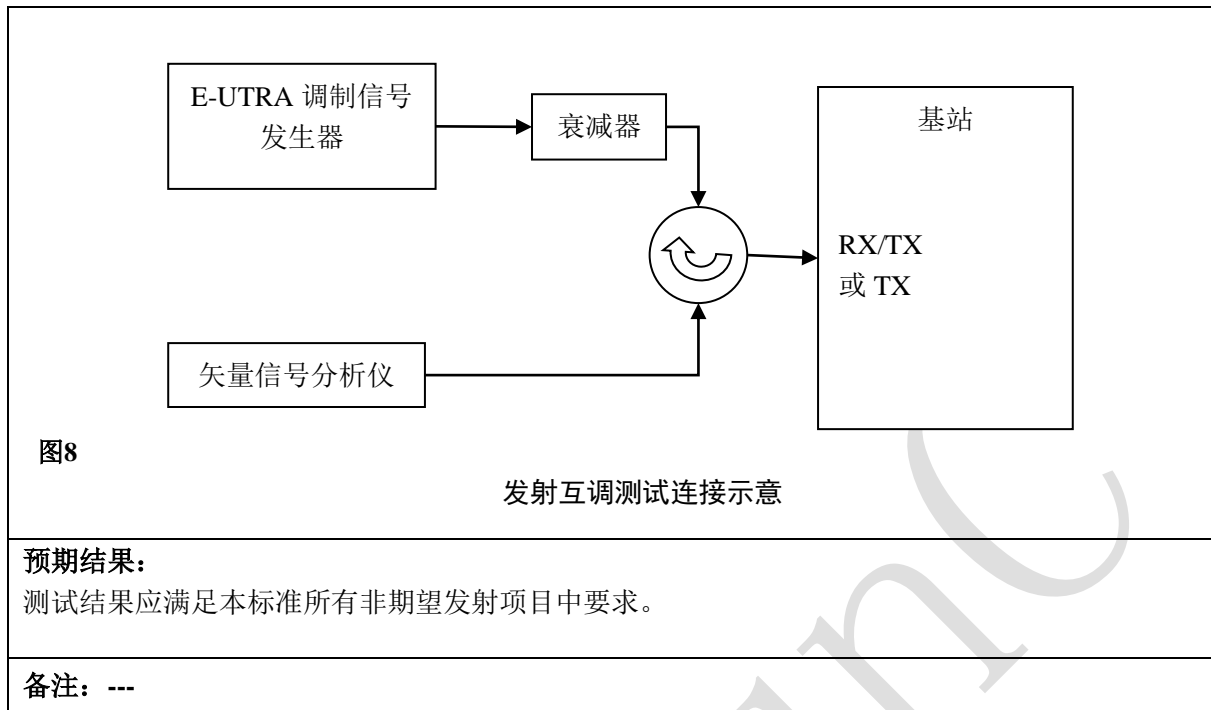 E-UTRA 调制信号
发生器
衰减器
基站
RX/TX
或 TX
矢量信号分析仪
图8
发射互调测试连接示意
预期结果：
测试结果应满足本标准所有非期望发射项目中要求。
备注：---